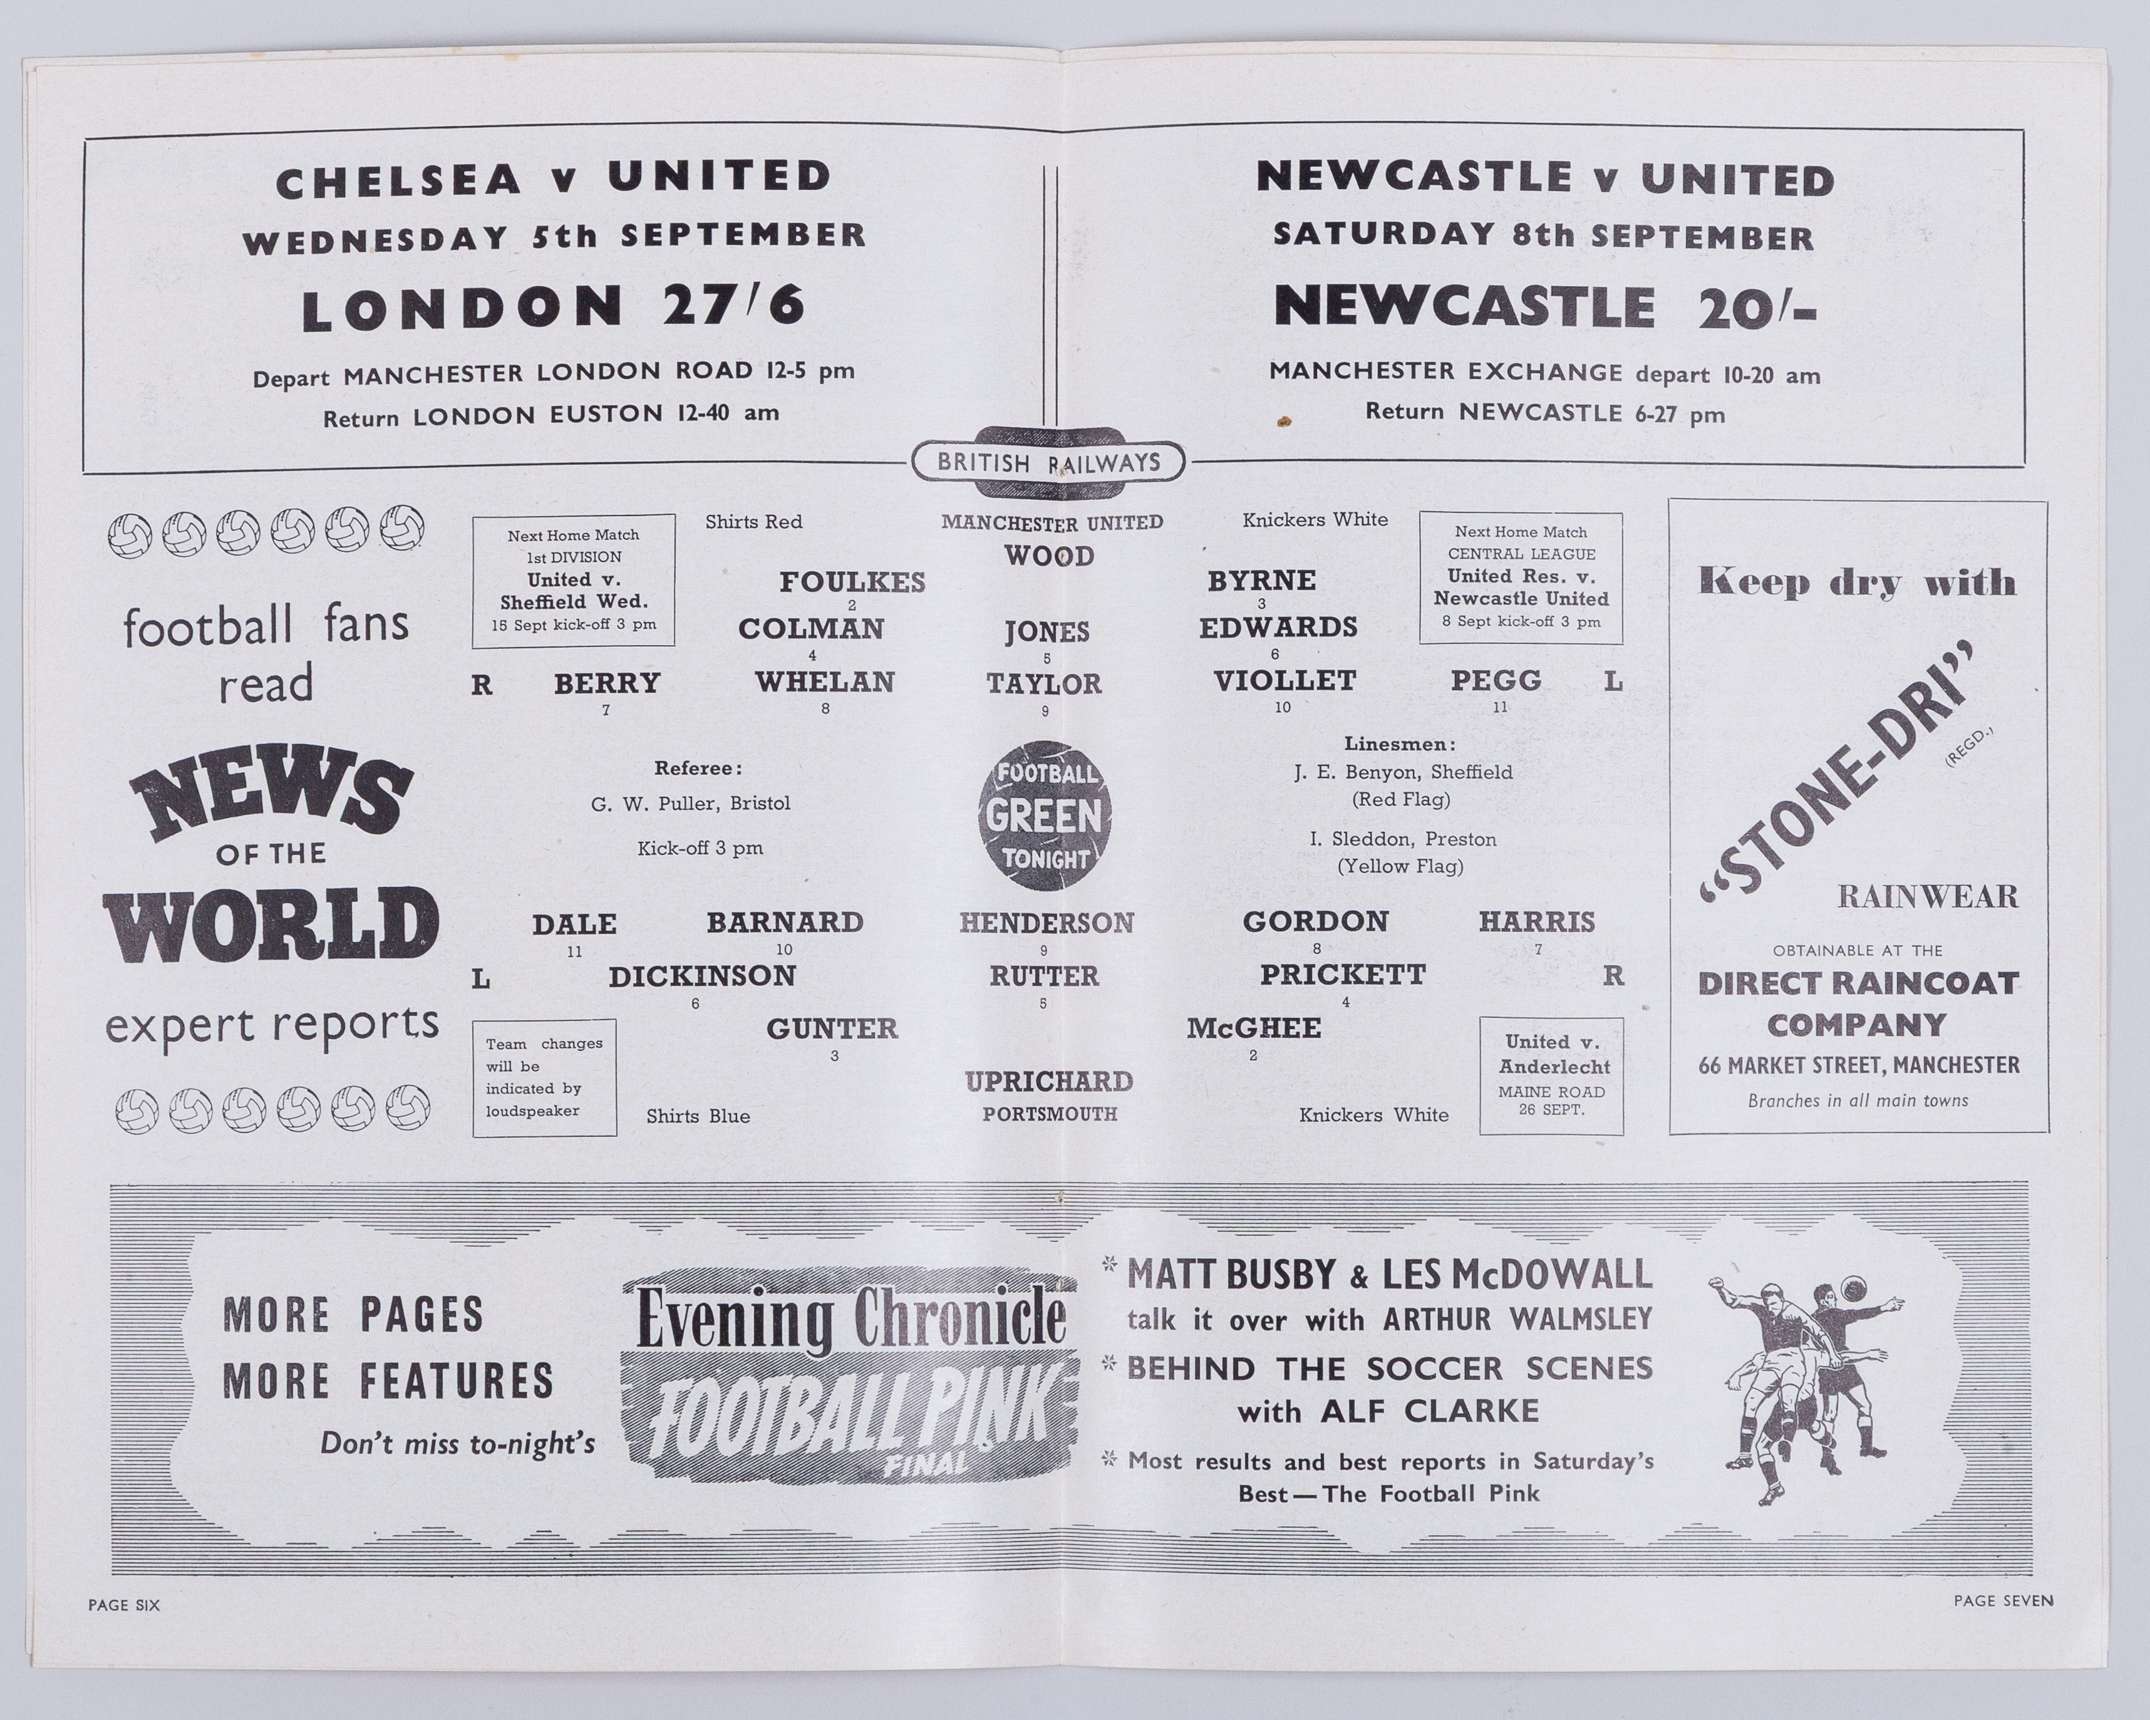 CHELSEA v UNITED
WEDNESDAY 5th SEPTEMBER
LONDON 27/6
Depart MANCHESTER LONDON ROAD 12-5 pm
Return LONDON EUSTON 12-40 am
NEWCASTLE v UNITED
SATURDAY 8th SEPTEMBER
NEWCASTLE 20/-
MANCHESTER EXCHANGE depart 10-20 am
Return NEWCASTLE 6-27 pm
BRITISH RAILWAYS
football fans
read
NEWS
OF THE
WORLD
expert reports
Next Home Match
1st DIVISION
United v.
Sheffield Wed.
15 Sept kick-off 3 pm
Shirts Red
MANCHESTER UNITED
Knickers White
Next Home Match
CENTRAL LEAGUE
United Res. v.
Newcastle United
8 Sept kick-off 3 pm
WOOD
FOULKES BYRNE
2 3
COLMAN JONES EDWARDS
4 5 6
R BERRY WHELAN TAYLOR VIOLLET PEGG L
7 8 9 10 11
Referee:
G. W. Puller, Bristol
Kick-off 3 pm
FOOTBALL
GREEN
TONIGHT
Linesmen:
J. E. Benyon, Sheffield
(Red Flag)
I. Sleddon, Preston
(Yellow Flag)
DALE BARNARD HENDERSON GORDON HARRIS
11 10 9 8 7
L DICKINSON RUTTER PRICKETT R
6 5 4
GUNTER McGHEE
3 2
UPRICHARD
PORTSMOUTH
Team changes
will be
indicated by
loudspeaker
Shirts Blue
Knickers White
United v.
Anderlecht
MAINE ROAD
26 SEPT.
Keep dry with
"STONE-DRI"
(REGD.)
RAINWEAR
OBTAINABLE AT THE
DIRECT RAINCOAT
COMPANY
66 MARKET STREET, MANCHESTER
Branches in all main towns
MORE PAGES
MORE FEATURES
Don't miss to-night's
Evening Chronicle
FOOTBALL PINK
FINAL
* MATT BUSBY & LES McDOWALL
talk it over with ARTHUR WALMSLEY
* BEHIND THE SOCCER SCENES
with ALF CLARKE
* Most results and best reports in Saturday's
Best—The Football Pink
PAGE SIX
PAGE SEVEN